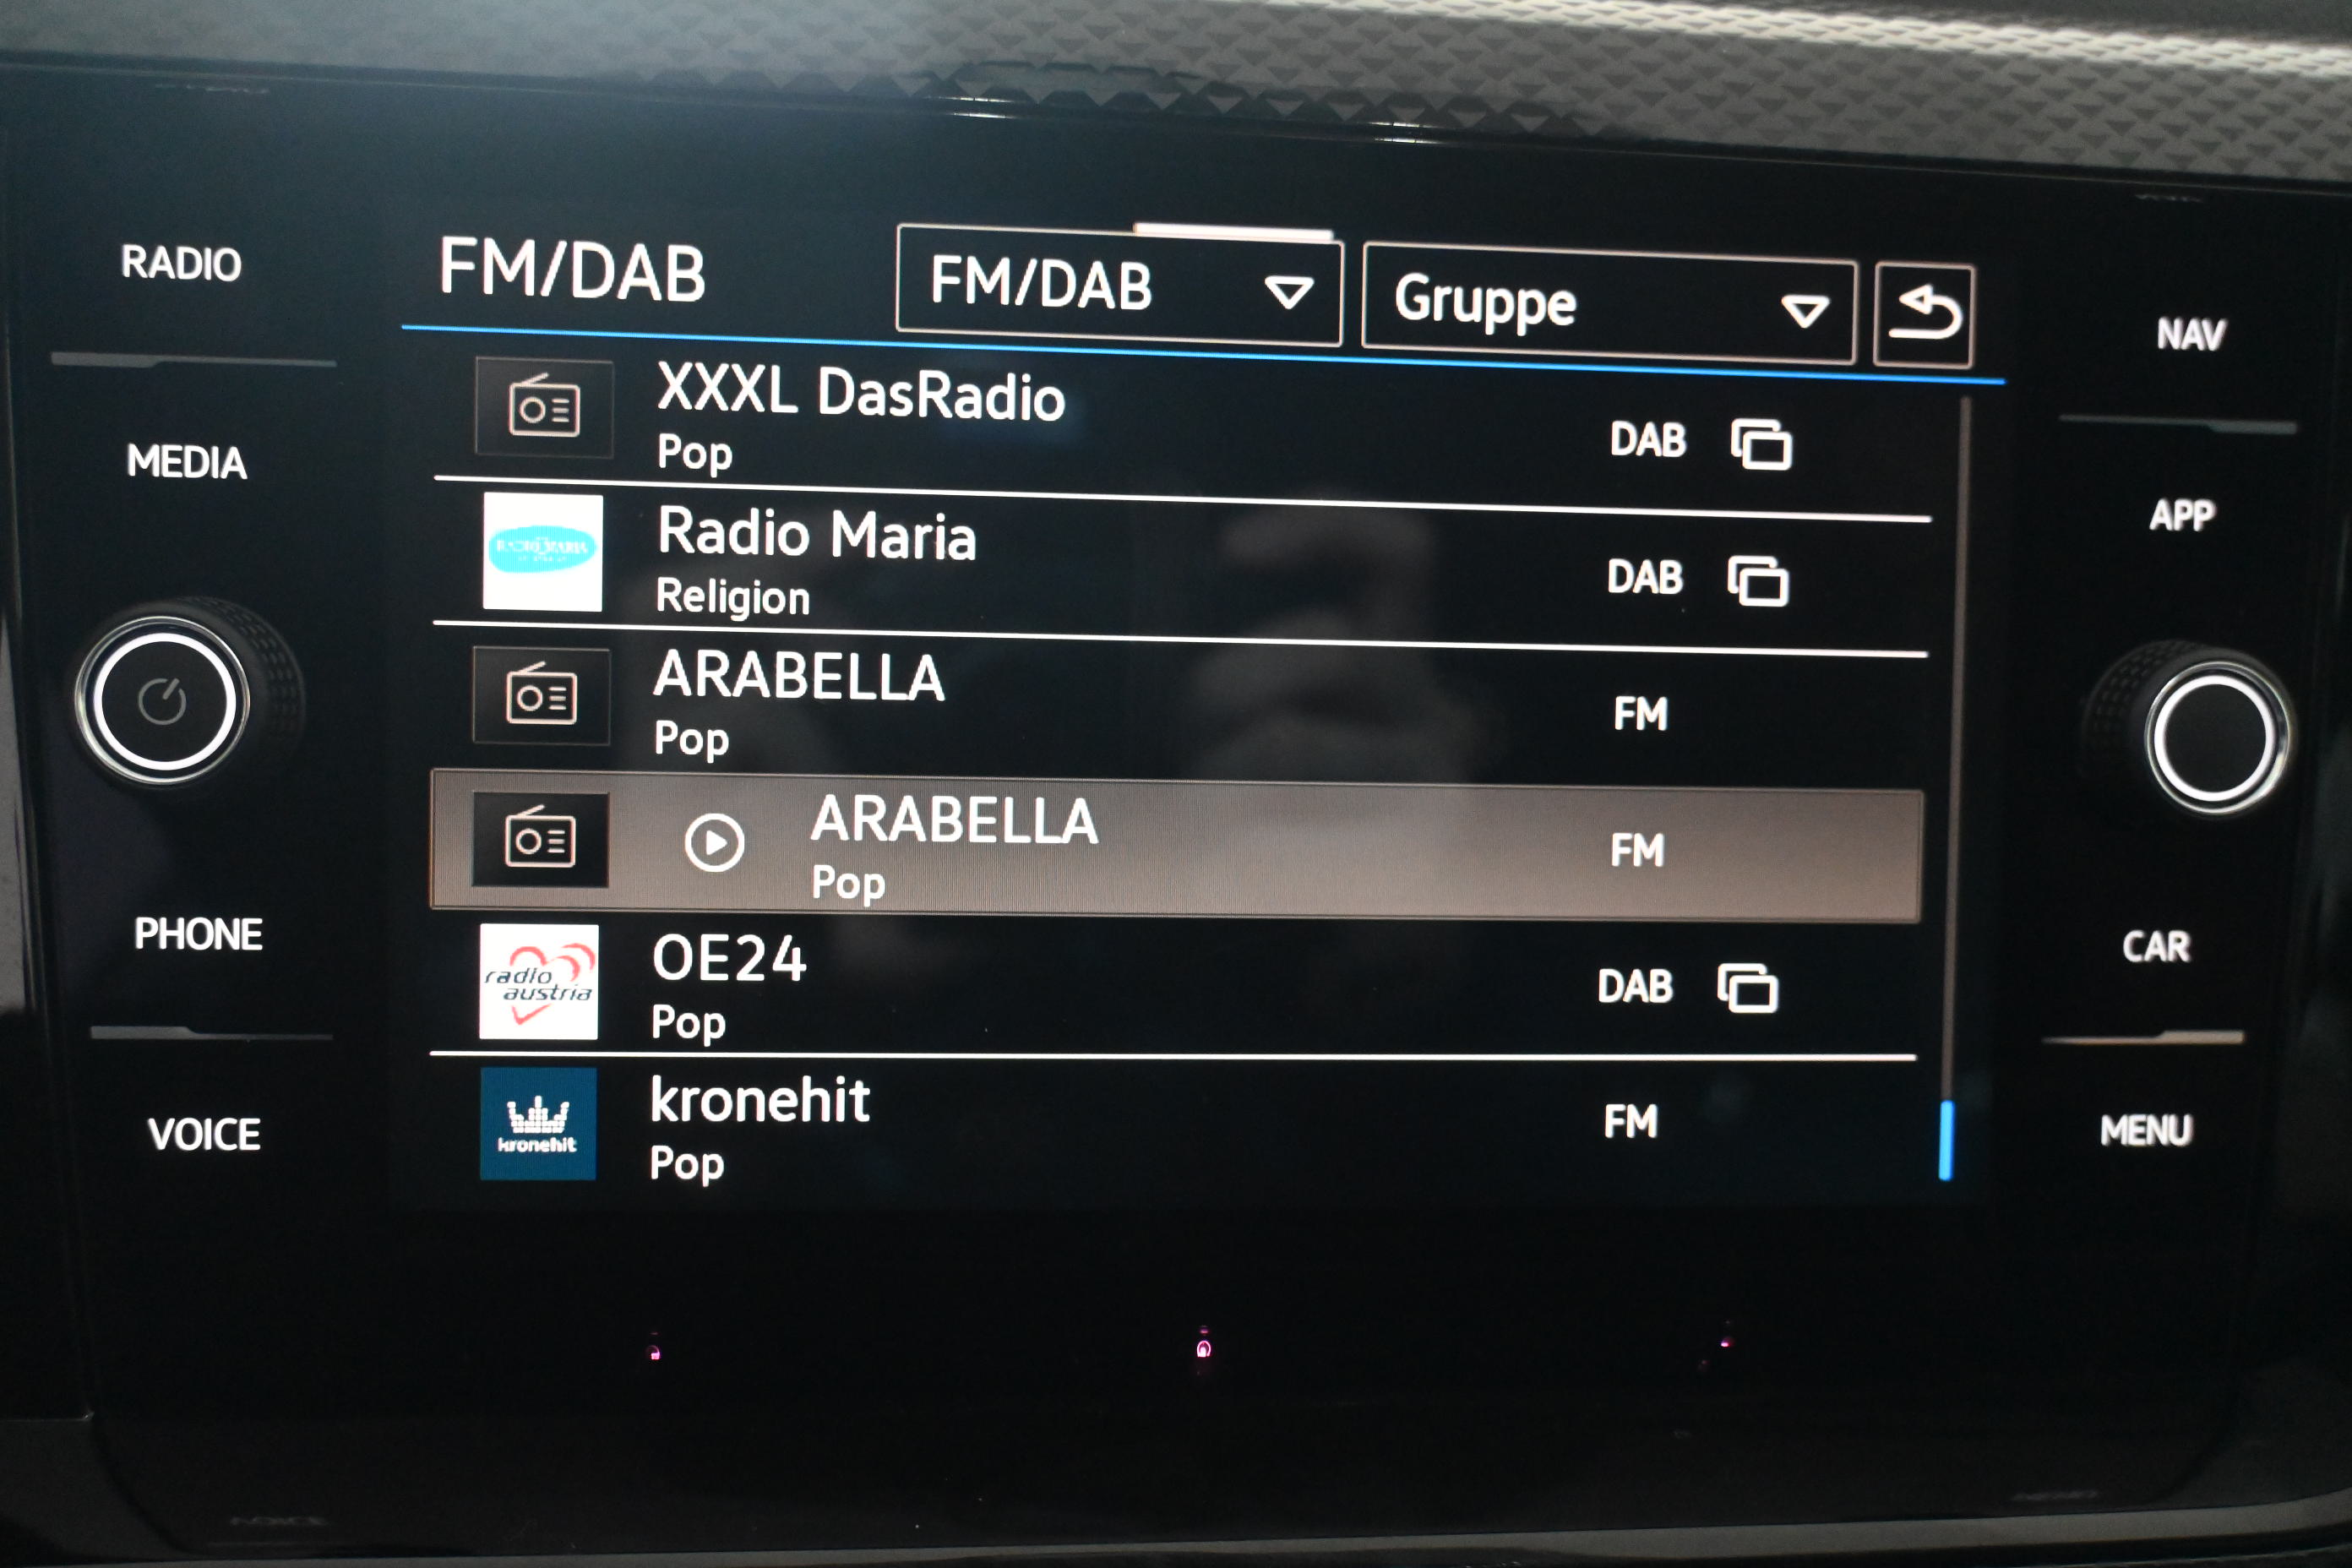 RADIO
MEDIA
PHONE
VOICE
FM/DAB
FM/DAB
Gruppe
XXXL DasRadio
Pop
DAB
Radio Maria
Religion
DAB
ARABELLA
Pop
FM
ARABELLA
Pop
FM
radio
austria
OE24
Pop
DAB
kronehit
kronehit
Pop
FM
NAV
APP
CAR
MENU